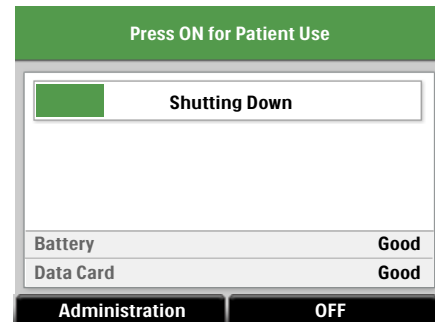 Press ON for Patient Use
Shutting Down
Battery Good
Data Card Good
Administration OFF